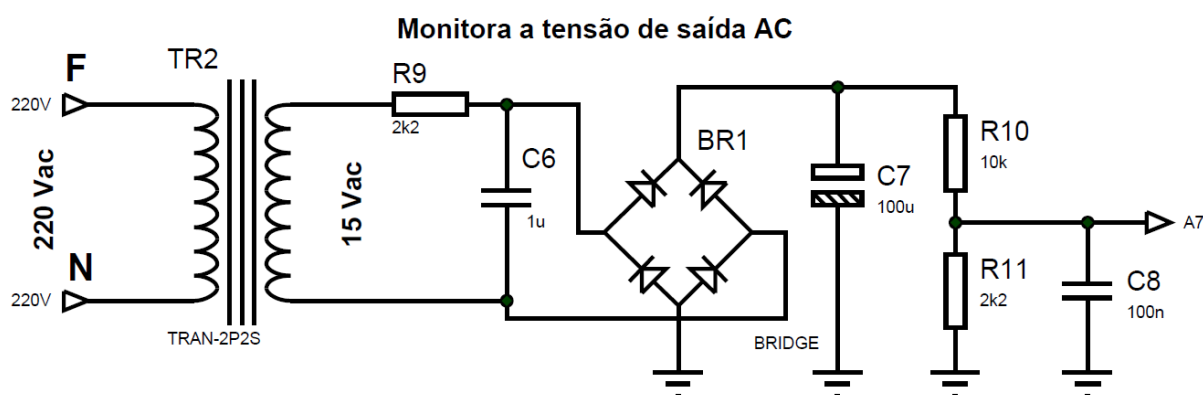 Monitora a tensão de saída AC
F
TR2
220V
220 Vac
N
220V
TRAN-2P2S
15 Vac
R9
2k2
C6
1u
BR1
BRIDGE
C7
100u
R10
10k
A7
R11
2k2
C8
100n